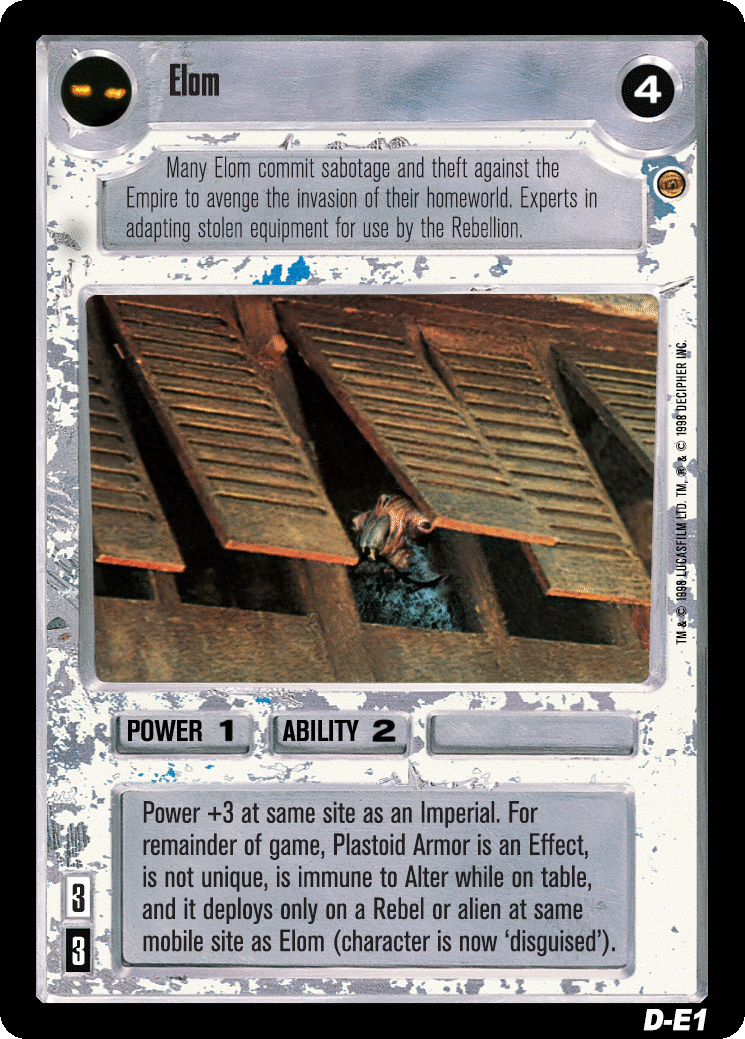 Elom
4
Many Elom commit sabotage and theft against the
Empire to avenge the invasion of their homeworld. Experts in
adapting stolen equipment for use by the Rebellion.
TM & © 1998 LUCASFILM LTD. TM, ® & © 1998 DECIPHER INC.
POWER 1
ABILITY 2
Power +3 at same site as an Imperial. For
remainder of game, Plastoid Armor is an Effect,
is not unique, is immune to Alter while on table,
and it deploys only on a Rebel or alien at same
mobile site as Elom (character is now ‘disguised’).
3
3
D-E1